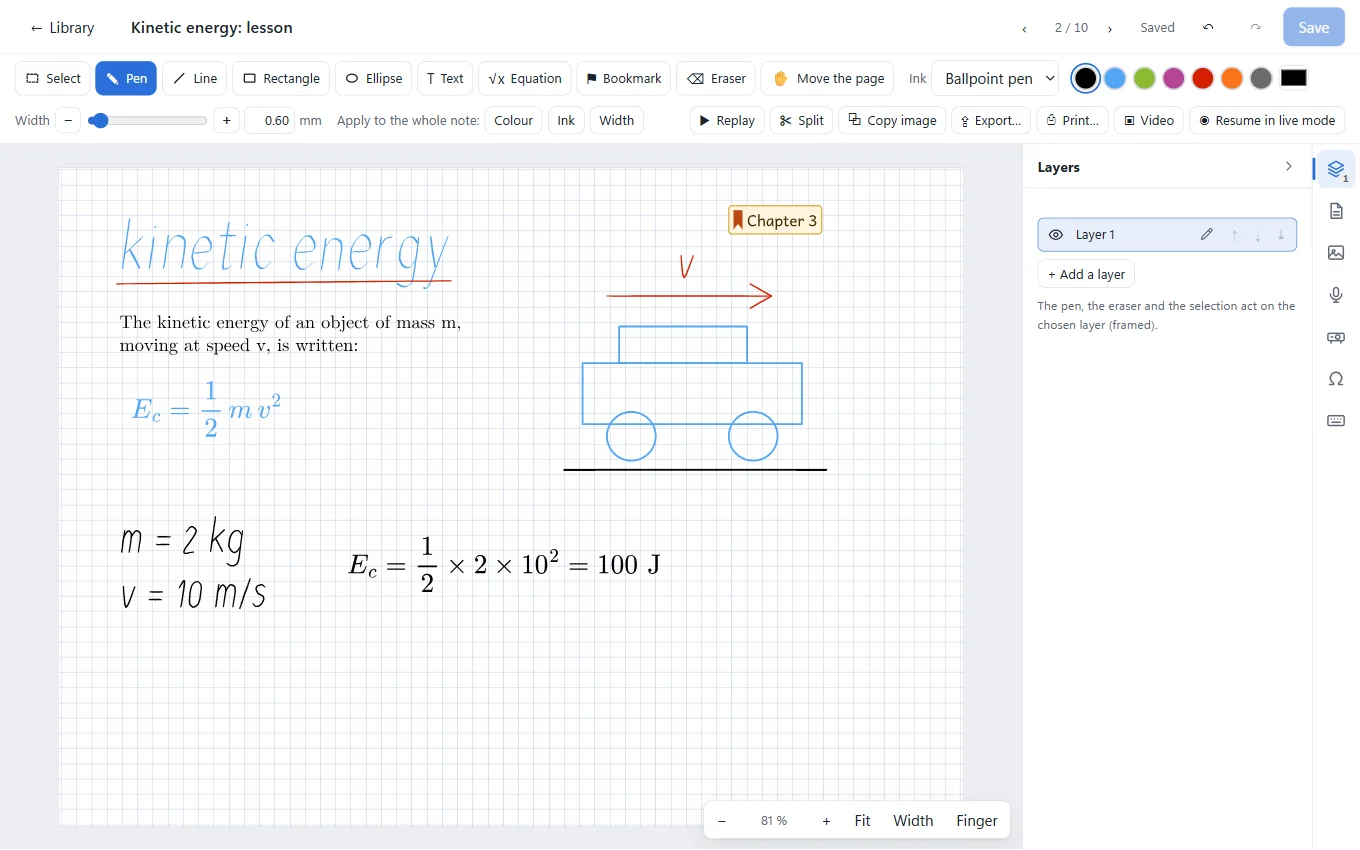 ← Library
Kinetic energy: lesson
‹ 2 / 10 › Saved Save
Select Pen Line Rectangle Ellipse T Text √x Equation Bookmark Eraser Move the page Ink Ballpoint pen
Width − + 0.60 mm Apply to the whole note: Colour Ink Width Replay Split Copy image Export... Print... Video Resume in live mode
kinetic energy
Chapter 3
v
The kinetic energy of an object of mass m,
moving at speed v, is written:
E_c = 1/2 m v²
m = 2 kg
v = 10 m/s
E_c = 1/2 × 2 × 10² = 100 J
− 81 % + Fit Width Finger
Layers
1
Layer 1
+ Add a layer
The pen, the eraser and the selection act on the
chosen layer (framed).
Ω